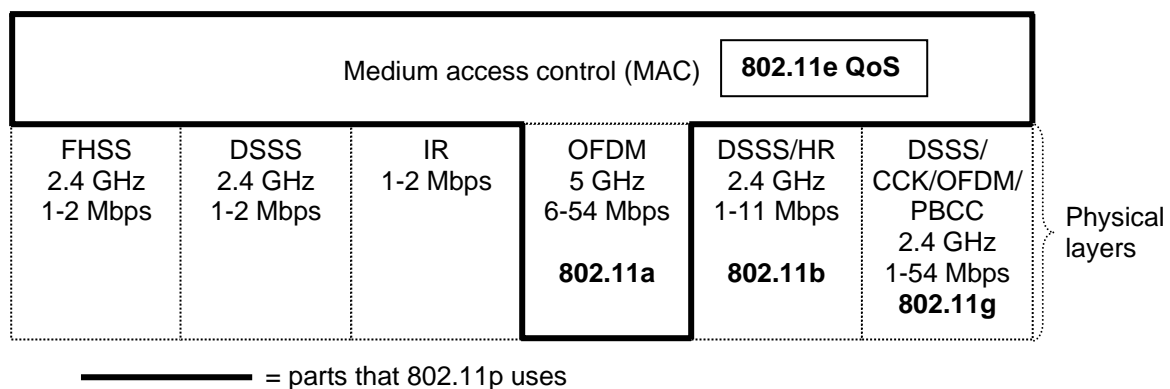 Medium access control (MAC) 802.11e QoS
FHSS
2.4 GHz
1-2 Mbps
DSSS
2.4 GHz
1-2 Mbps
IR
1-2 Mbps
OFDM
5 GHz
6-54 Mbps
802.11a
DSSS/HR
2.4 GHz
1-11 Mbps
802.11b
DSSS/
CCK/OFDM/
PBCC
2.4 GHz
1-54 Mbps
802.11g
Physical
layers
= parts that 802.11p uses